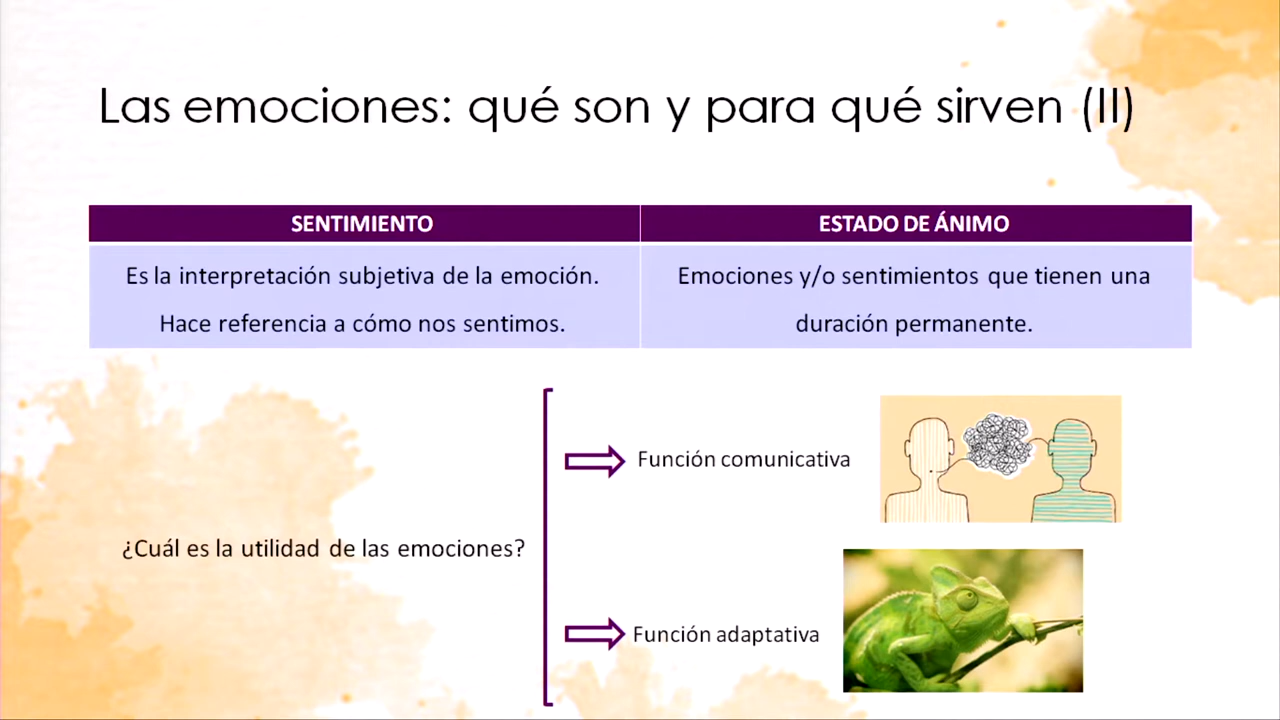 Las emociones: qué son y para qué sirven (II)
SENTIMIENTO
Es la interpretación subjetiva de la emoción.
Hace referencia a cómo nos sentimos.
ESTADO DE ÁNIMO
Emociones y/o sentimientos que tienen una
duración permanente.
¿Cuál es la utilidad de las emociones?
Función comunicativa
Función adaptativa